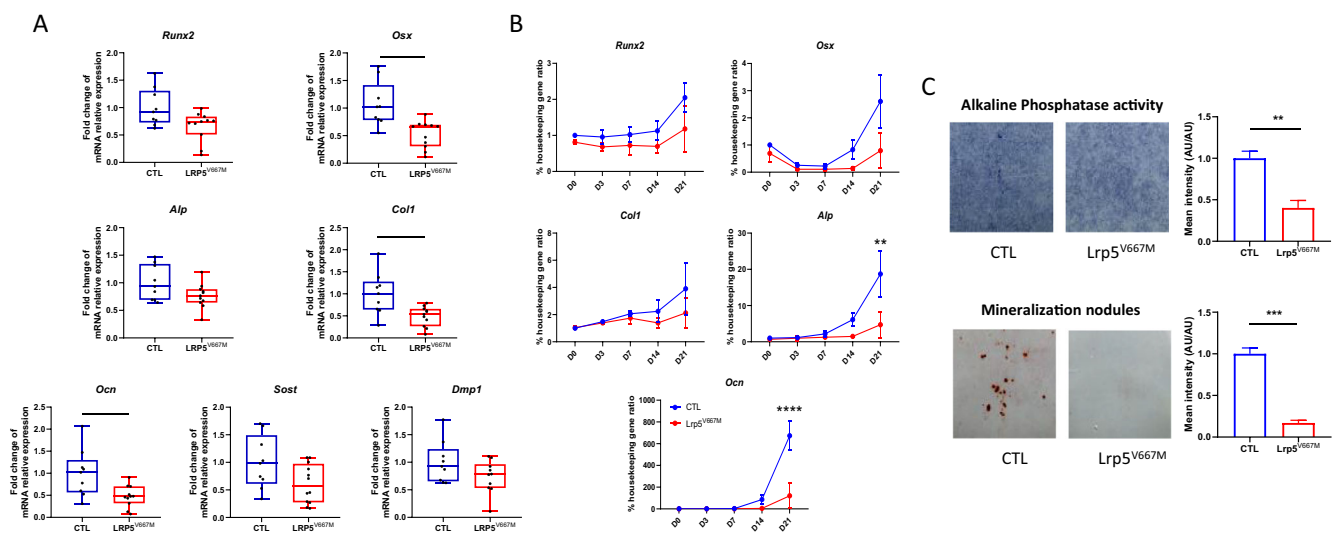 A
Runx2
Fold change of
mRNA relative expression
2.0
1.5
1.0
0.5
0.0
CTL
LRP5V667M
Osx
Fold change of
mRNA relative expression
2.0
1.5
1.0
0.5
0.0
CTL
LRP5V667M
Alp
Fold change of
mRNA relative expression
2.0
1.5
1.0
0.5
0.0
CTL
LRP5V667M
Col1
Fold change of
mRNA relative expression
2.5
2.0
1.5
1.0
0.5
0.0
CTL
LRP5V667M
Ocn
Fold change of
mRNA relative expression
2.5
2.0
1.5
1.0
0.5
0.0
CTL
LRP5V667M
Sost
Fold change of
mRNA relative expression
2.0
1.5
1.0
0.5
0.0
CTL
LRP5V667M
Dmp1
Fold change of
mRNA relative expression
2.0
1.5
1.0
0.5
0.0
CTL
LRP5V667M
B
Runx2
% housekeeping gene ratio
4
3
2
1
0
D0
D3
D7
D14
D21
Osx
% housekeeping gene ratio
4
3
2
1
0
D0
D3
D7
D14
D21
Col1
% housekeeping gene ratio
8
6
4
2
0
D0
D3
D7
D14
D21
Alp
% housekeeping gene ratio
30
20
10
0
**
D0
D3
D7
D14
D21
Ocn
% housekeeping gene ratio
1000
800
600
400
200
0
CTL
Lrp5V667M
****
D0
D3
D7
D14
D21
C
Alkaline Phosphatase activity
CTL
Lrp5V667M
Mean intensity (AU/AU)
1.5
1.0
0.5
0.0
**
CTL
Lrp5V667M
Mineralization nodules
CTL
Lrp5V667M
Mean intensity (AU/AU)
1.5
1.0
0.5
0.0
***
CTL
Lrp5V667M